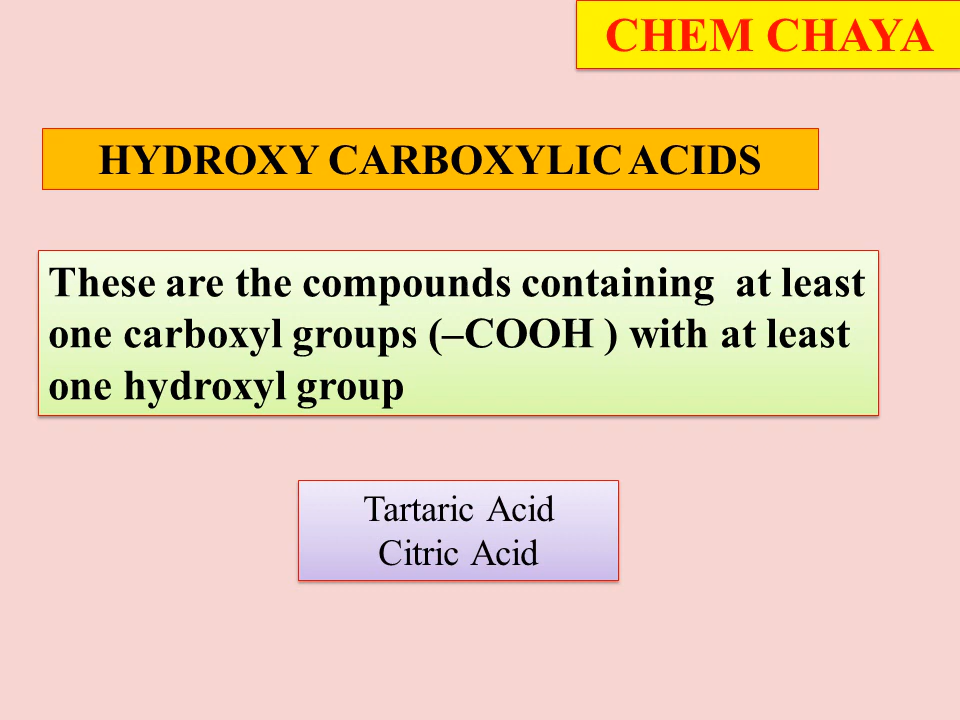 CHEM CHAYA
HYDROXY CARBOXYLIC ACIDS
These are the compounds containing  at least
one carboxyl groups (–COOH ) with at least
one hydroxyl group
Tartaric Acid
Citric Acid